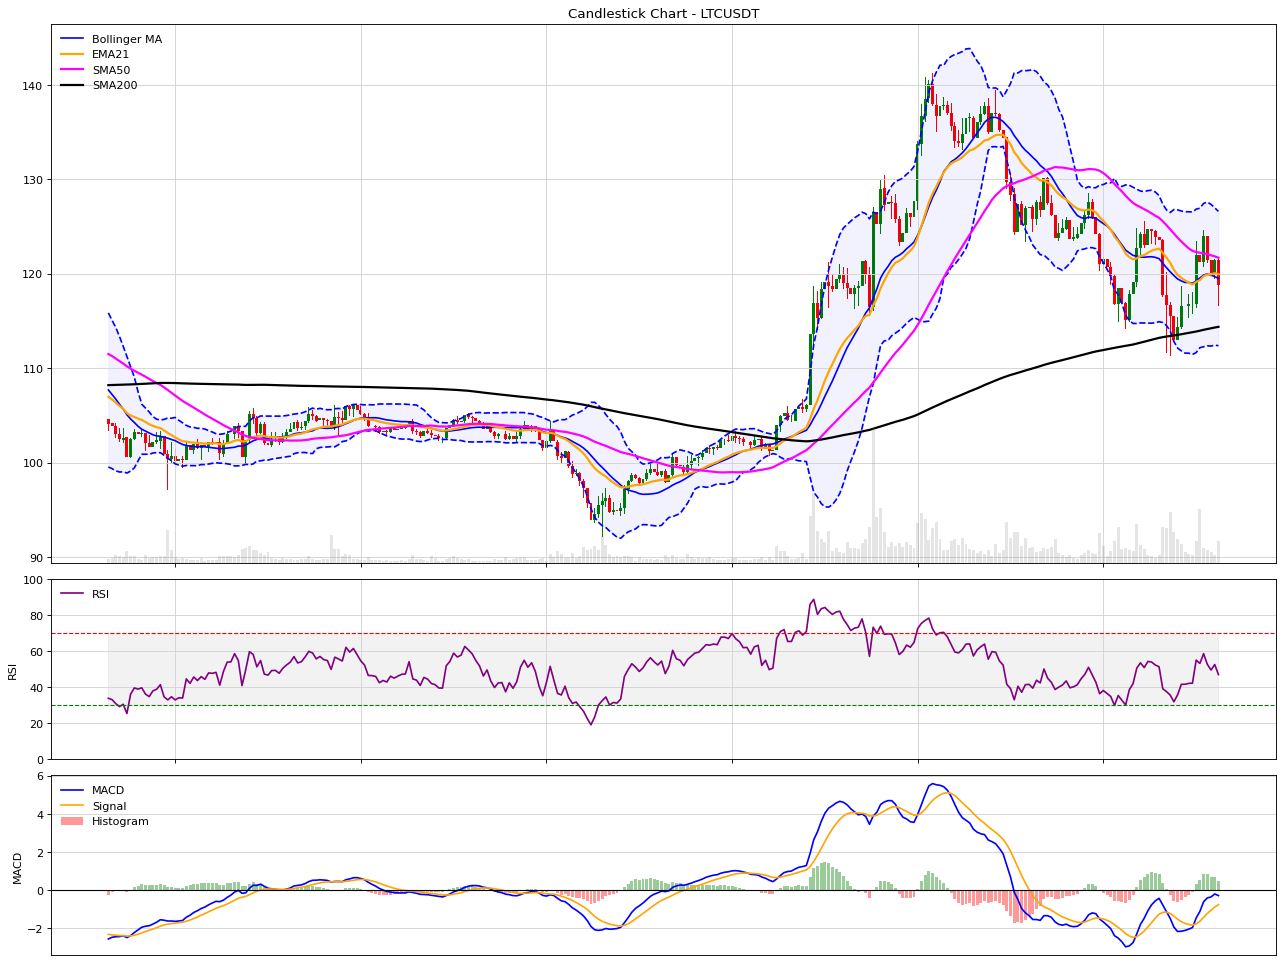 Candlestick Chart - LTCUSDT
Bollinger MA
EMA21
SMA50
SMA200
140
130
120
110
100
90
100
80
60
40
20
0
RSI
RSI
6
4
2
0
−2
MACD
MACD
Signal
Histogram